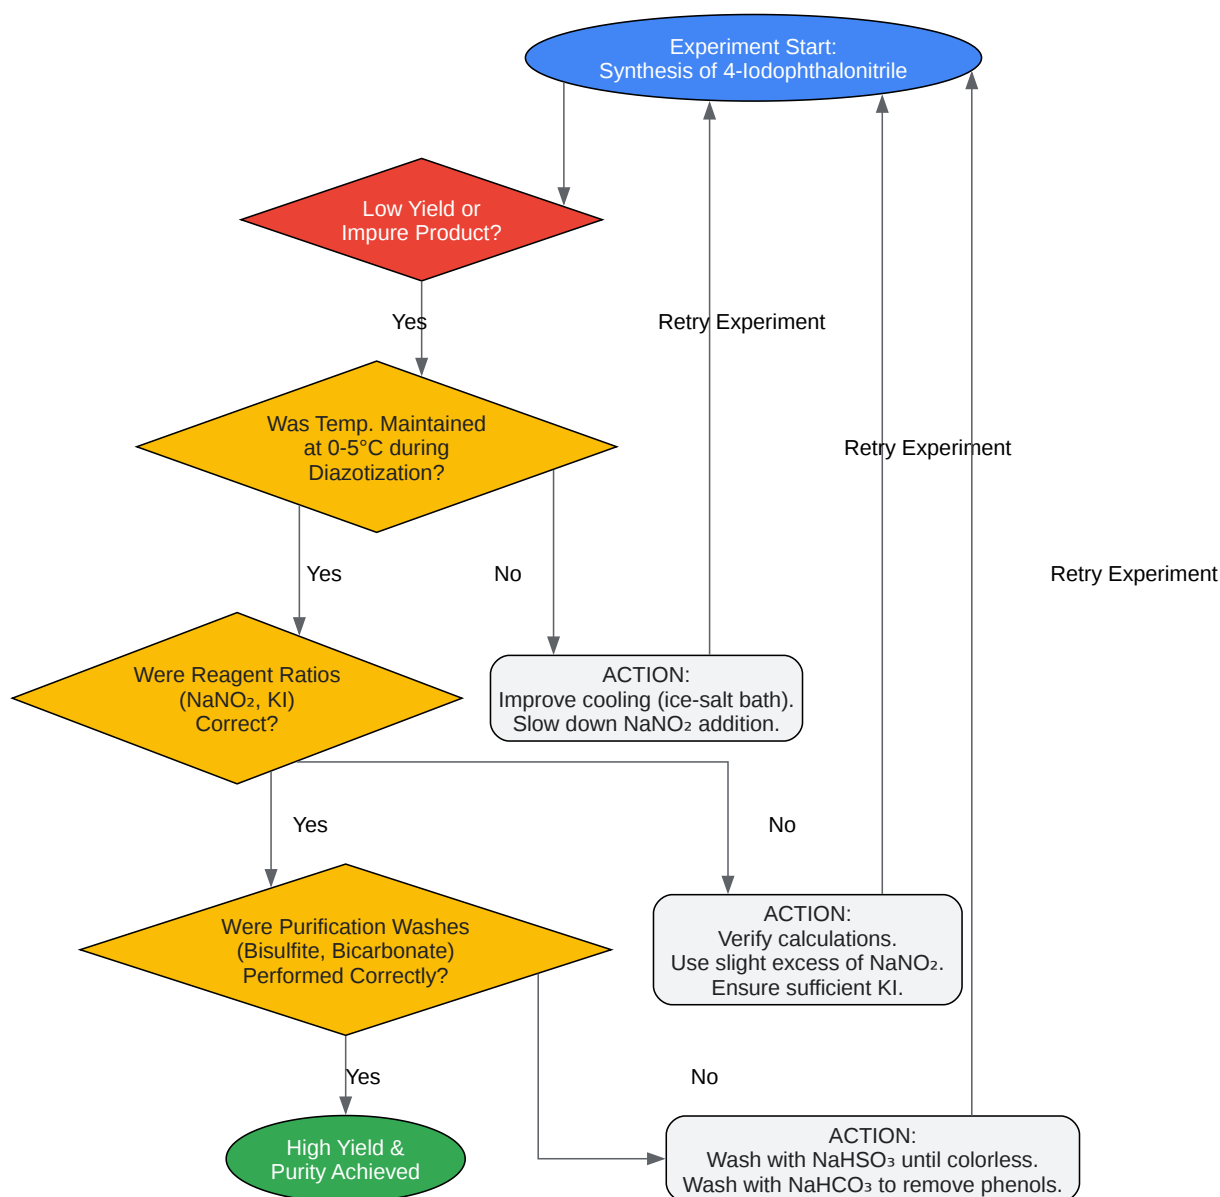 Experiment Start:
Synthesis of 4-Iodophthalonitrile
Low Yield or
Impure Product?
Yes
Retry Experiment
Was Temp. Maintained
at 0-5°C during
Diazotization?
Retry Experiment
Yes
No
Retry Experiment
Were Reagent Ratios
(NaNO₂, KI)
Correct?
ACTION:
Improve cooling (ice-salt bath).
Slow down NaNO₂ addition.
Yes
No
Were Purification Washes
(Bisulfite, Bicarbonate)
Performed Correctly?
ACTION:
Verify calculations.
Use slight excess of NaNO₂.
Ensure sufficient KI.
Yes
No
High Yield &
Purity Achieved
ACTION:
Wash with NaHSO₃ until colorless.
Wash with NaHCO₃ to remove phenols.